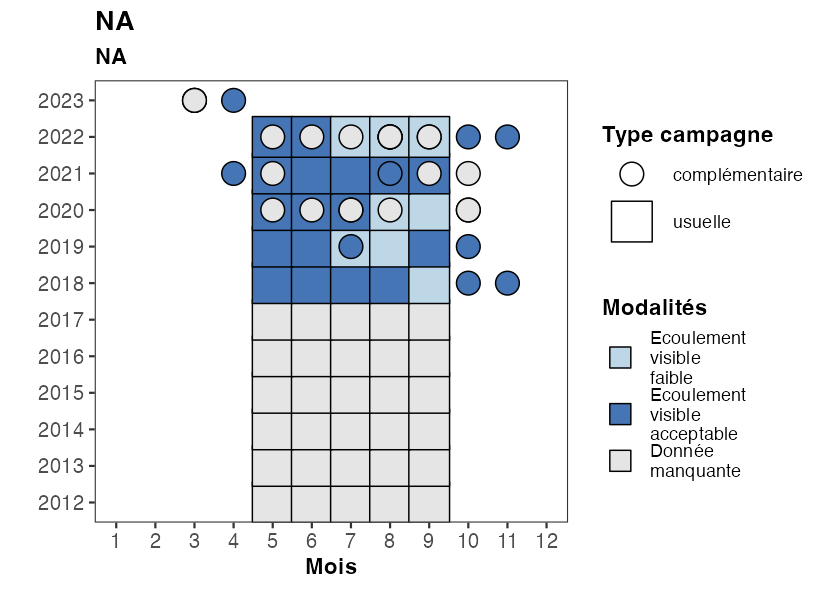 NA
NA
2023
2022
2021
2020
2019
2018
2017
2016
2015
2014
2013
2012
1 2 3 4 5 6 7 8 9 10 11 12
Mois
Type campagne
complémentaire
usuelle
Modalités
Ecoulement
visible
faible
Ecoulement
visible
acceptable
Donnée
manquante